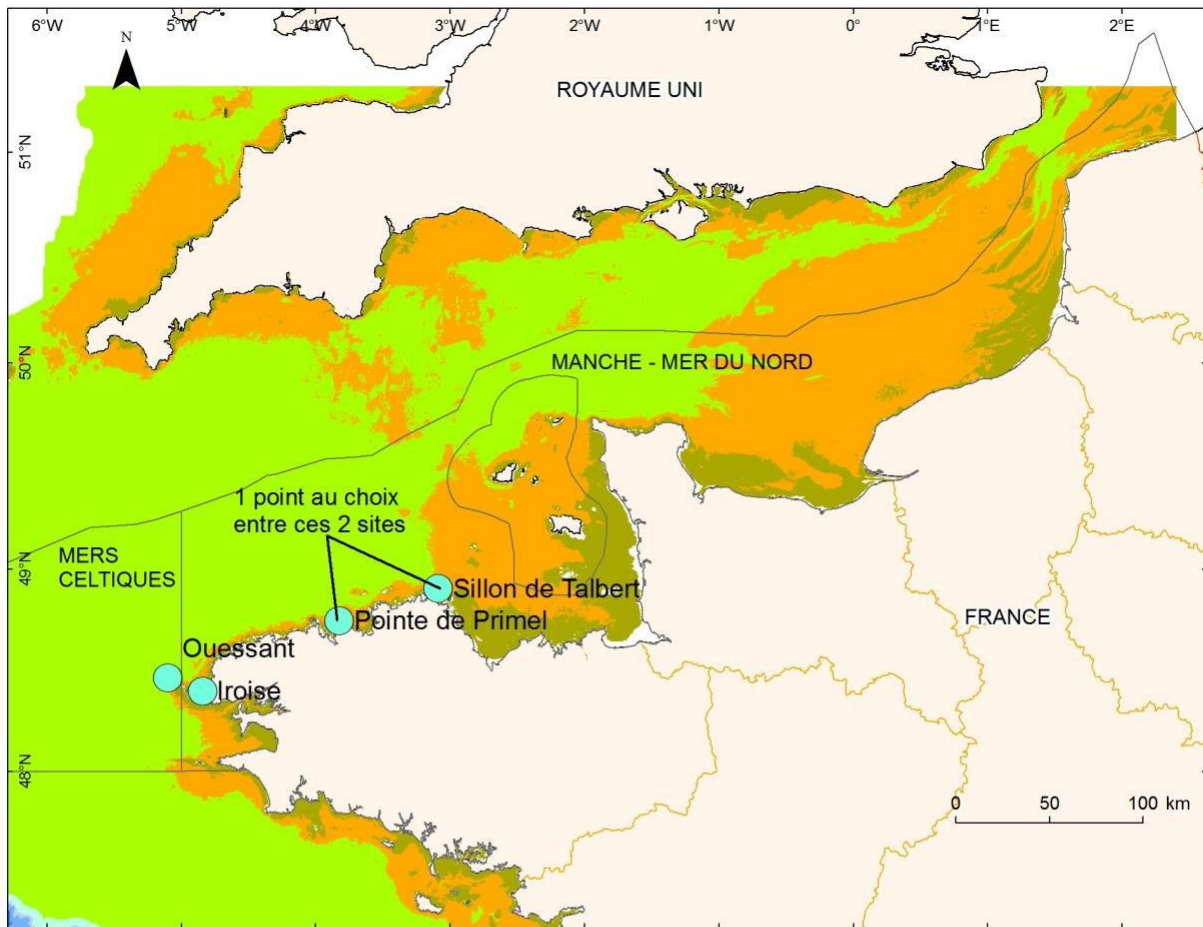 6°W 5°W 4°W 3°W 2°W 1°W 0° 1°E 2°E
N
ROYAUME UNI
51°N
50°N
MANCHE - MER DU NORD
1 point au choix
entre ces 2 sites
49°N
MERS
CELTIQUES
Sillon de Talbert
Pointe de Primel
FRANCE
Ouessant
Iroise
48°N
0 50 100 km